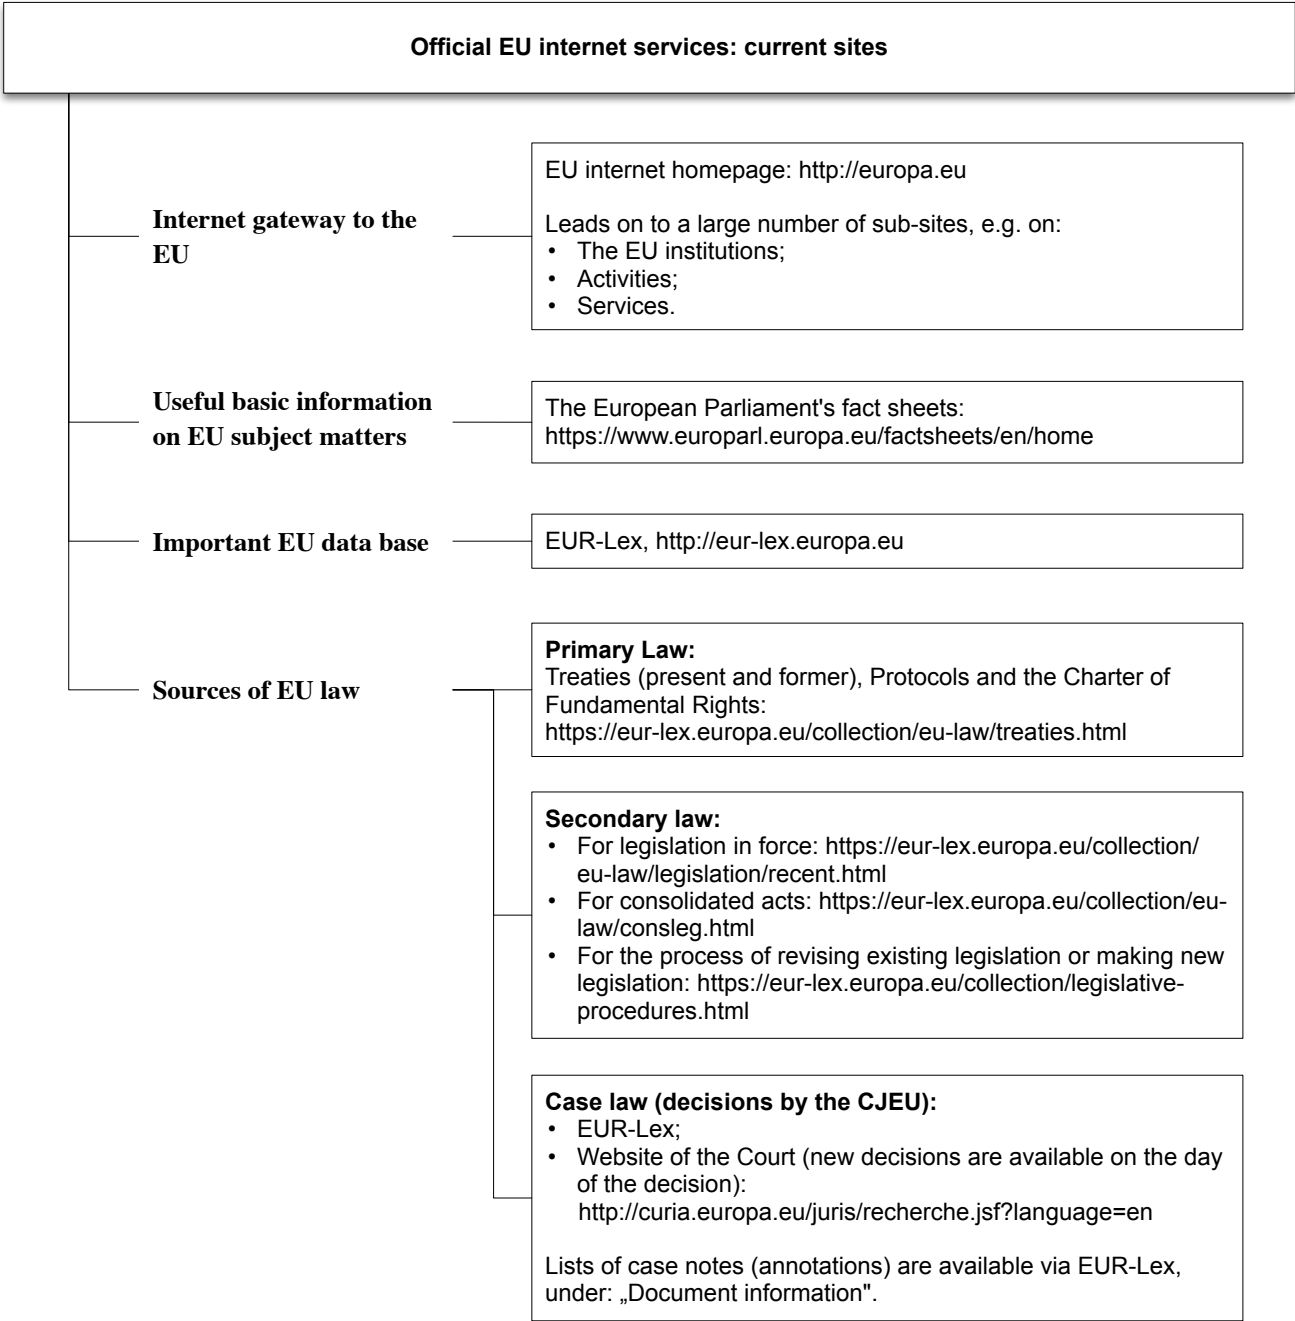 Official EU internet services: current sites
Internet gateway to the
EU
EU internet homepage: http://europa.eu
Leads on to a large number of sub-sites, e.g. on:
• The EU institutions;
• Activities;
• Services.
Useful basic information
on EU subject matters
The European Parliament's fact sheets:
https://www.europarl.europa.eu/factsheets/en/home
Important EU data base
EUR-Lex, http://eur-lex.europa.eu
Sources of EU law
Primary Law:
Treaties (present and former), Protocols and the Charter of
Fundamental Rights:
https://eur-lex.europa.eu/collection/eu-law/treaties.html
Secondary law:
• For legislation in force: https://eur-lex.europa.eu/collection/
eu-law/legislation/recent.html
• For consolidated acts: https://eur-lex.europa.eu/collection/eu-
law/consleg.html
• For the process of revising existing legislation or making new
legislation: https://eur-lex.europa.eu/collection/legislative-
procedures.html
Case law (decisions by the CJEU):
• EUR-Lex;
• Website of the Court (new decisions are available on the day
of the decision):
http://curia.europa.eu/juris/recherche.jsf?language=en
Lists of case notes (annotations) are available via EUR-Lex,
under: „Document information".